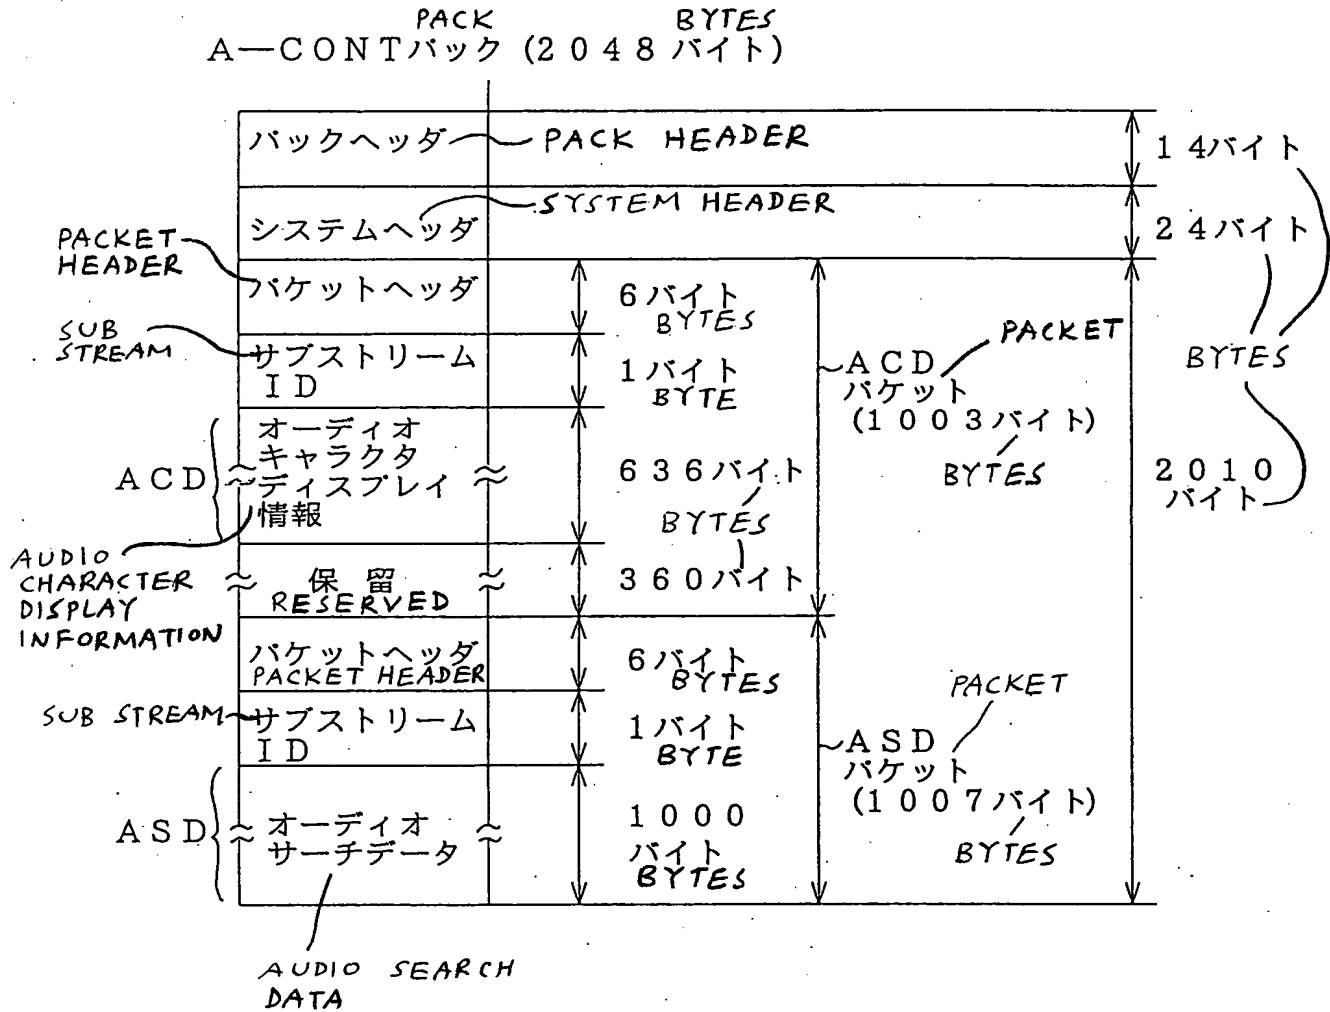 PACK BYTES
A—CONTパック (2048バイト)
パックヘッダ PACK HEADER
14バイト
システムヘッダ SYSTEM HEADER
24バイト
PACKET
HEADER
パケットヘッダ
6バイト
BYTES
SUB
STREAM
サブストリーム
ID
1バイト
BYTE
PACKET
ACD
パケット
(1003バイト)
BYTES
BYTES
2010
バイト
ACD
オーディオ
キャラクタ
ディスプレイ
情報
636バイト
BYTES
AUDIO
CHARACTER
DISPLAY
INFORMATION
保留
RESERVED
360バイト
パケットヘッダ
PACKET HEADER
6バイト
BYTES
SUB STREAM
サブストリーム
ID
1バイト
BYTE
PACKET
ASD
パケット
(1007バイト)
BYTES
ASD
オーディオ
サーチデータ
1000
バイト
BYTES
AUDIO SEARCH
DATA